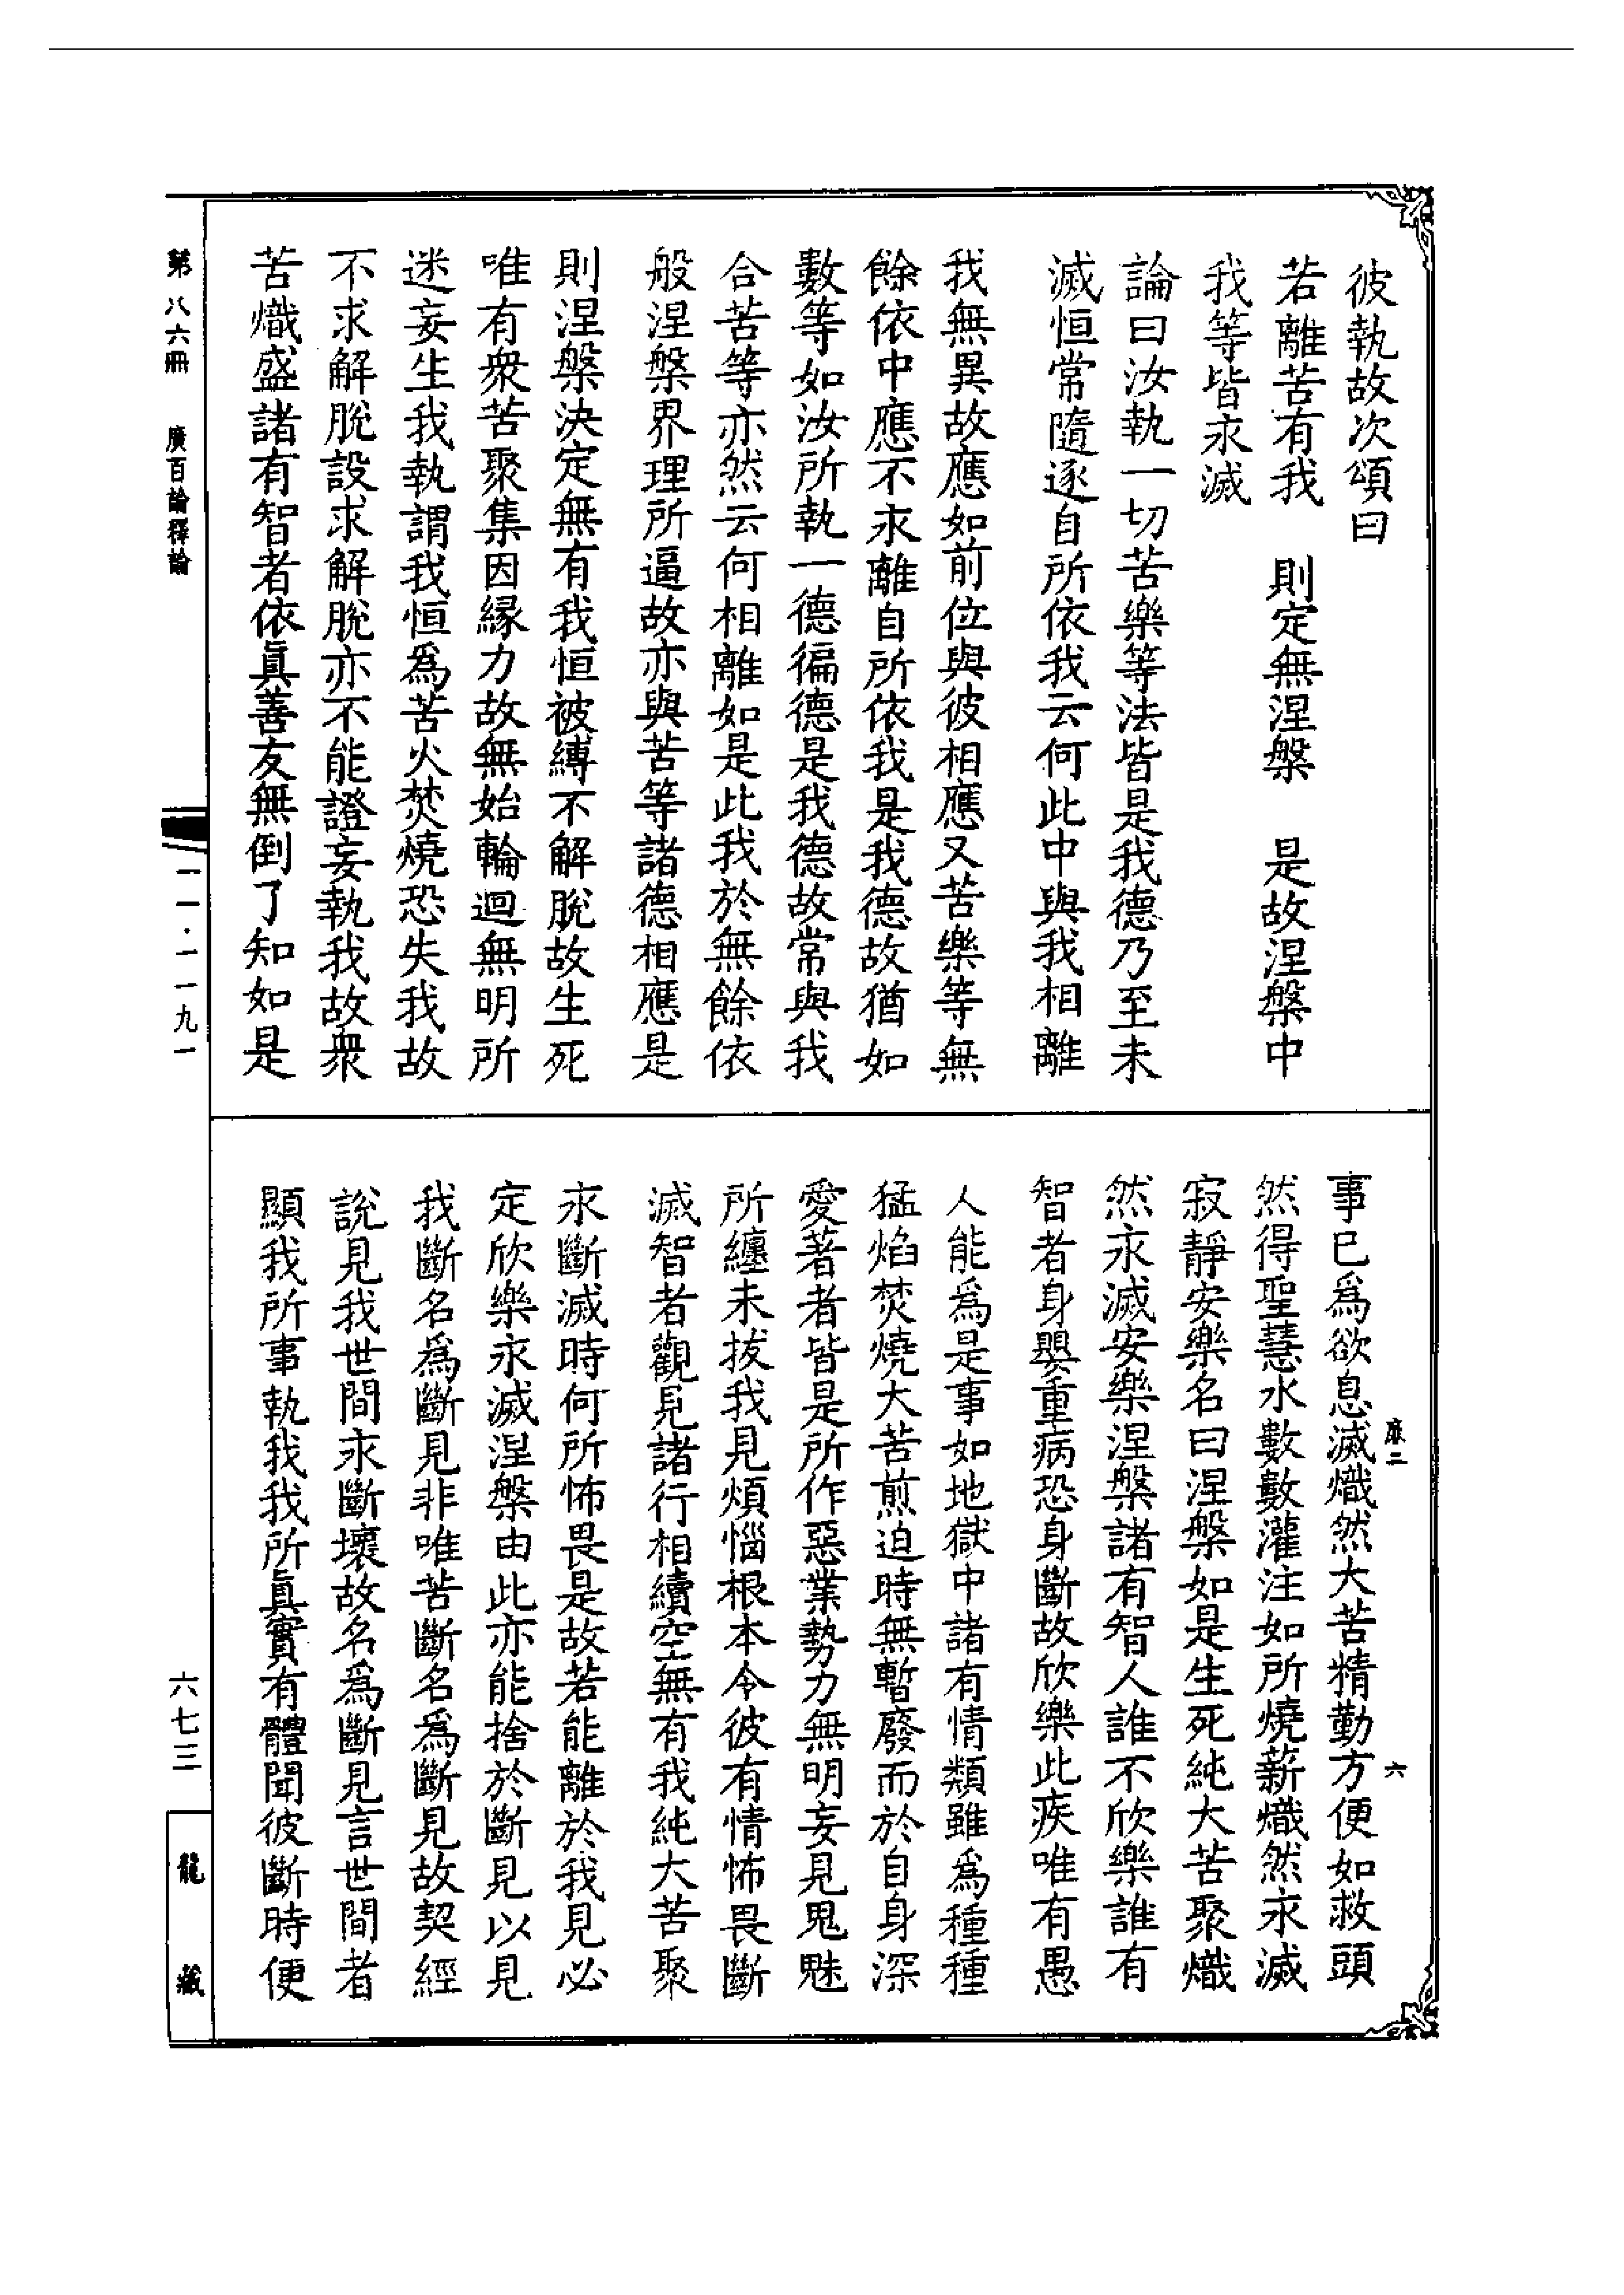 彼執故次頌曰
若離苦有我　則定無涅槃　是故涅槃中
我等皆永滅
論曰汝執一切苦樂等法皆是我德乃至未
滅恒常隨逐自所依我云何此中與我相離
我無異故應如前位與彼相應又苦樂等無
餘依中應不永離自所依我是我德故猶如
數等如汝所執一德徧德是我德故常與我
合苦等亦然云何相離如是此我於無餘依
般涅槃界理所逼故亦與苦等諸德相應是
則涅槃決定無有我恒被縛不解脫故生死
唯有衆苦聚集因緣力故無始輪迴無明所
迷妄生我執謂我恒爲苦火焚燒恐失我故
不求解脫設求解脫亦不能證妄執我故衆
苦熾盛諸有智者依眞善友無倒了知如是
事巳爲欲息滅熾然大苦精勤方便如救頭
然得聖慧水數數灌注如所燒薪熾然永滅
寂靜安樂名曰涅槃如是生死純大苦聚熾
然永滅安樂涅槃諸有智人誰不欣樂誰有
智者身嬰重病恐身斷故欣樂此疾唯有愚
人能爲是事如地獄中諸有情類雖爲種種
猛焰焚燒大苦煎迫時無暫廢而於自身深
愛著者皆是所作惡業勢力無明妄見鬼魅
所纏未拔我見煩惱根本令彼有情怖畏斷
滅智者觀見諸行相續空無有我純大苦聚
永斷滅時何所怖畏是故若能離於我見必
定欣樂永滅涅槃由此亦能捨於斷見以見
我斷名爲斷見非唯苦斷名爲斷見故契經
說見我世間永斷壞故名爲斷見言世間者
顯我所事執我我所眞實有體聞彼斷時便
第八六冊　廣百論釋論
一一·一一九一
六七三
龍藏
六